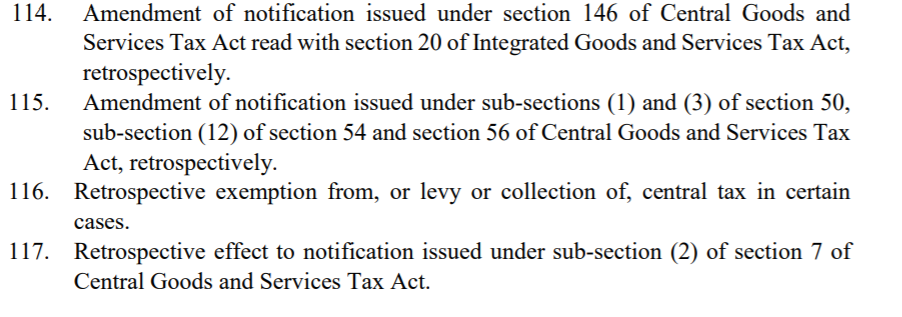 114. Amendment of notification issued under section 146 of Central Goods and
Services Tax Act read with section 20 of Integrated Goods and Services Tax Act,
retrospectively.
115. Amendment of notification issued under sub-sections (1) and (3) of section 50,
sub-section (12) of section 54 and section 56 of Central Goods and Services Tax
Act, retrospectively.
116. Retrospective exemption from, or levy or collection of, central tax in certain
cases.
117. Retrospective effect to notification issued under sub-section (2) of section 7 of
Central Goods and Services Tax Act.